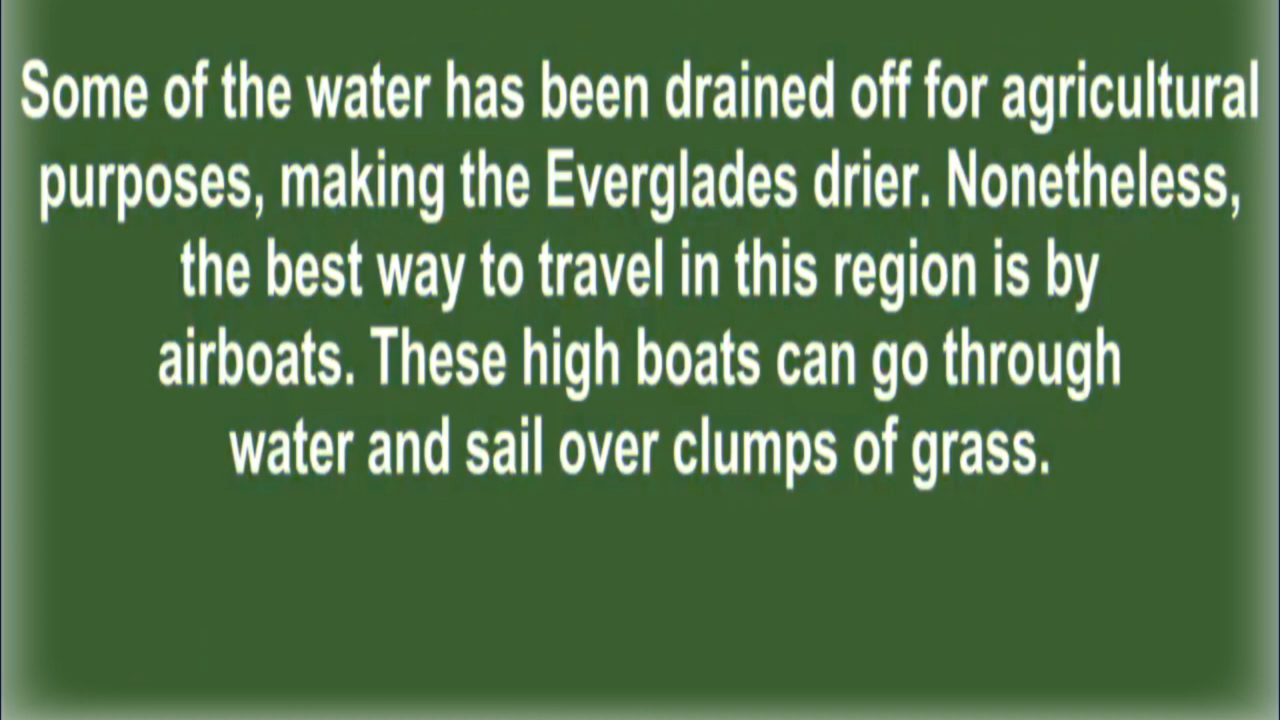 Some of the water has been drained off for agricultural
purposes, making the Everglades drier. Nonetheless,
the best way to travel in this region is by
airboats. These high boats can go through
water and sail over clumps of grass.